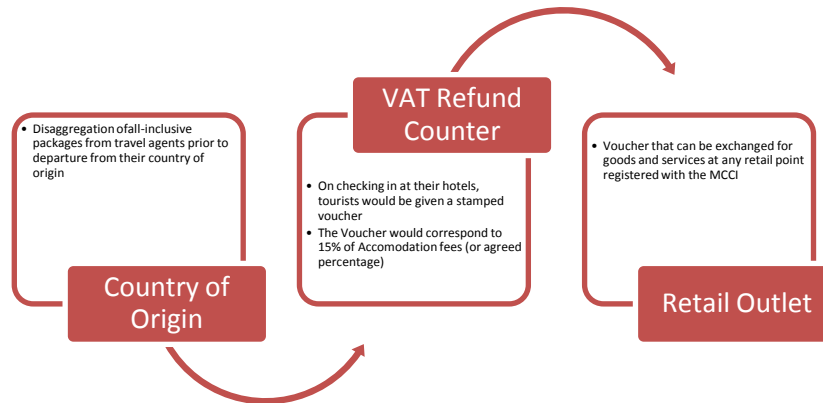 • Disaggregation ofall-inclusive
packages from travel agents prior to
departure from their country of
origin
Country of
Origin
VAT Refund
Counter
• On checking in at their hotels,
tourists would be given a stamped
voucher
• The Voucher would correspond to
15% of Accomodation fees (or agreed
percentage)
• Voucher that can be exchanged for
goods and services at any retail point
registered with the MCCI
Retail Outlet